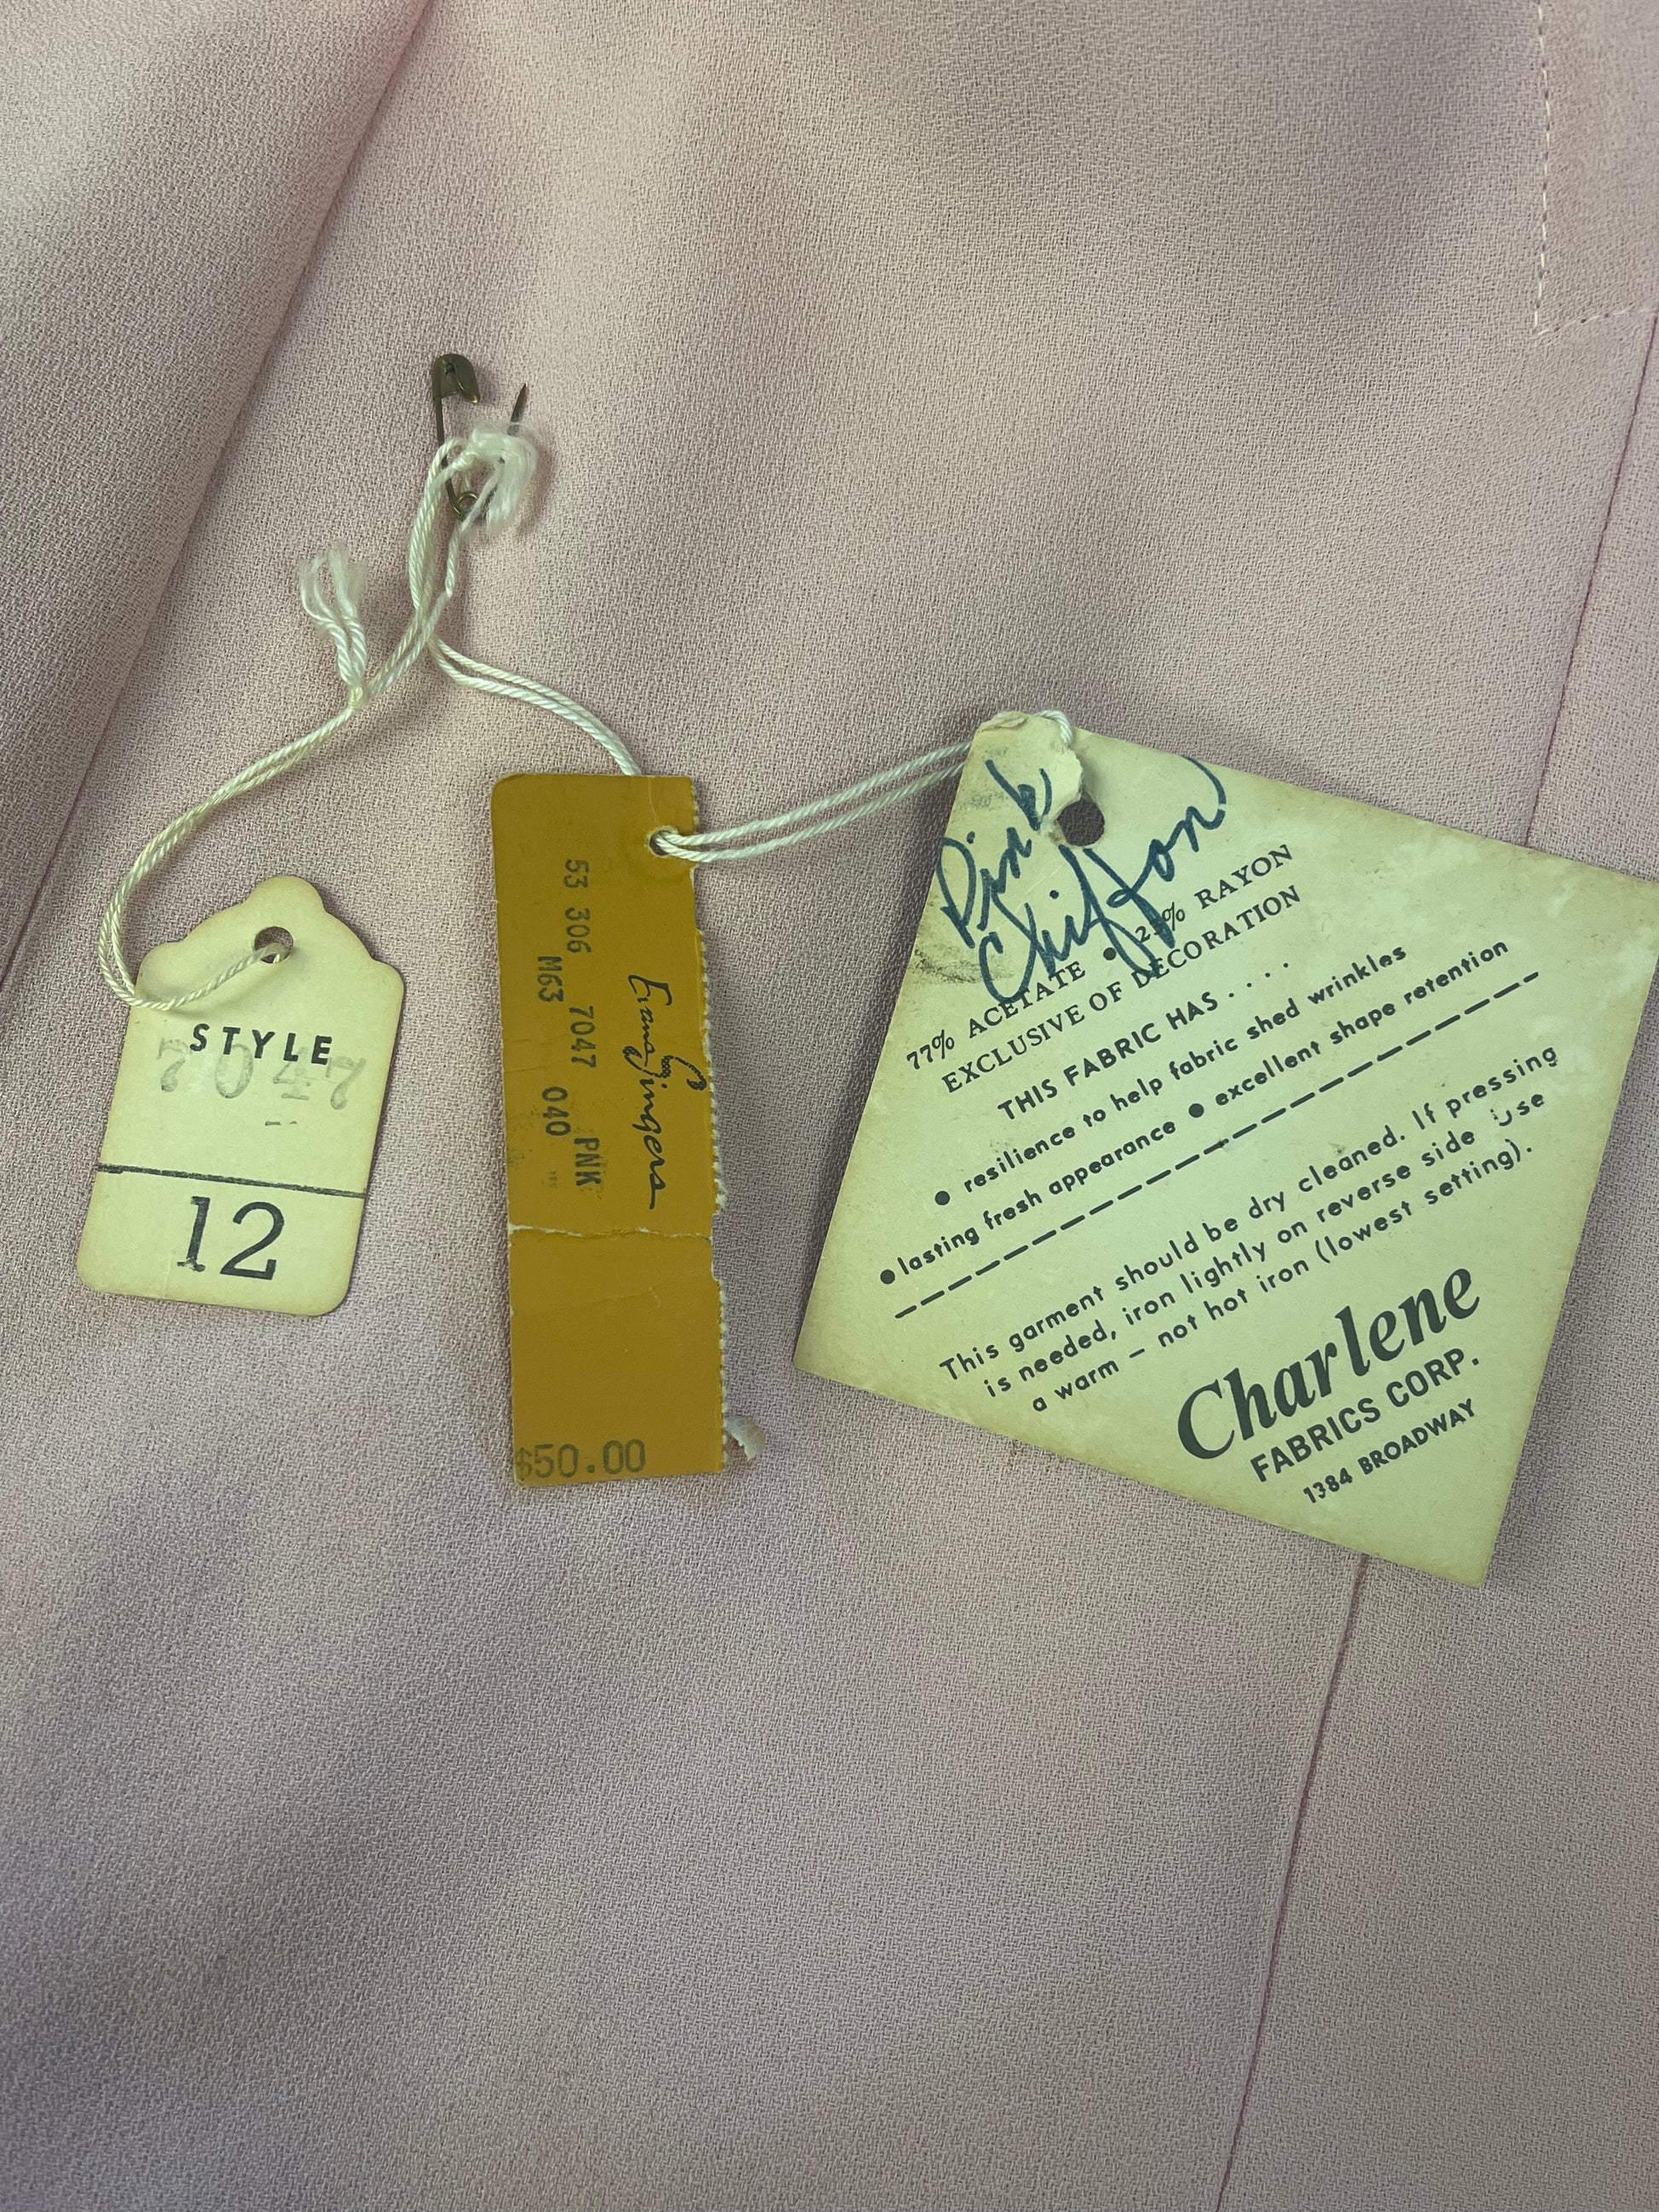 STYLE
7047
12
53 306 7047 PNK
M63 040
$50.00
Pink
Chiffon
77% ACETATE • % RAYON
EXCLUSIVE OF DECORATION
THIS FABRIC HAS . . . .
• resilience to help fabric shed wrinkles
• lasting fresh appearance • excellent shape retention
This garment should be dry cleaned. If pressing
is needed, iron lightly on reverse side use
a warm – not hot iron (lowest setting).
Charlene
FABRICS CORP.
1384 BROADWAY